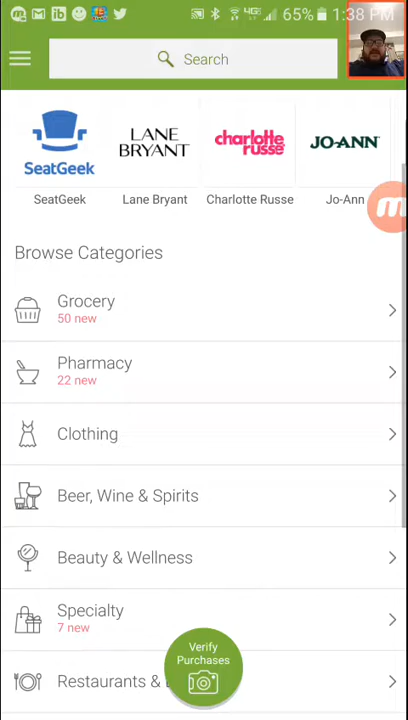 65% 1:38 PM
Search
SeatGeek
LANE
BRYANT
charlotte
russe
JO-ANN
SeatGeek
Lane Bryant
Charlotte Russe
Jo-Ann
Browse Categories
Grocery
50 new
Pharmacy
22 new
Clothing
Beer, Wine & Spirits
Beauty & Wellness
Specialty
7 new
Verify
Purchases
Restaurants &